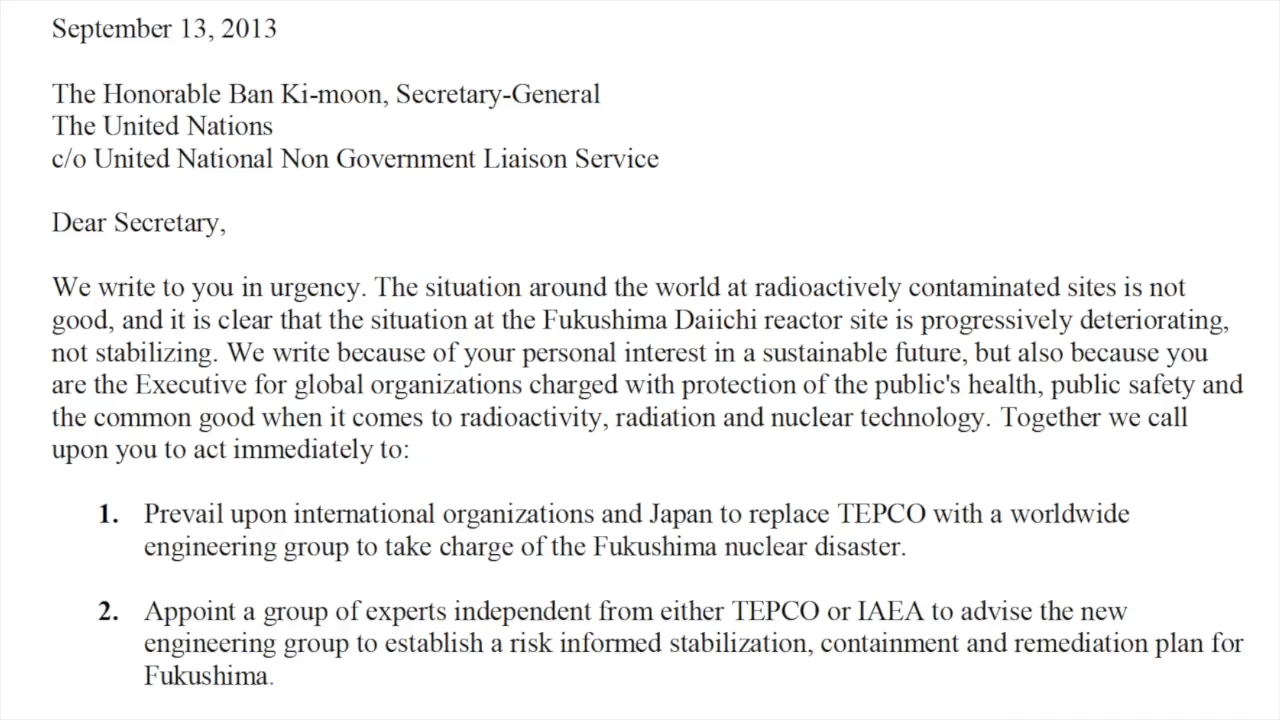 September 13, 2013
The Honorable Ban Ki-moon, Secretary-General
The United Nations
c/o United National Non Government Liaison Service
Dear Secretary,
We write to you in urgency. The situation around the world at radioactively contaminated sites is not
good, and it is clear that the situation at the Fukushima Daiichi reactor site is progressively deteriorating,
not stabilizing. We write because of your personal interest in a sustainable future, but also because you
are the Executive for global organizations charged with protection of the public's health, public safety and
the common good when it comes to radioactivity, radiation and nuclear technology. Together we call
upon you to act immediately to:
1. Prevail upon international organizations and Japan to replace TEPCO with a worldwide
engineering group to take charge of the Fukushima nuclear disaster.
2. Appoint a group of experts independent from either TEPCO or IAEA to advise the new
engineering group to establish a risk informed stabilization, containment and remediation plan for
Fukushima.